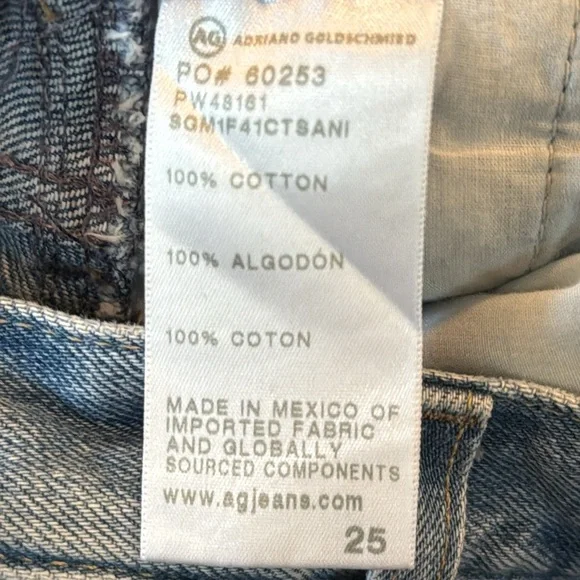 AG ADRIANO GOLDSCHMIED
PO# 60253
PW48161
SGM1F41CTSANI
100% COTTON
100% ALGODÓN
100% COTON
MADE IN MEXICO OF
IMPORTED FABRIC
AND GLOBALLY
SOURCED COMPONENTS
www.agjeans.com
25